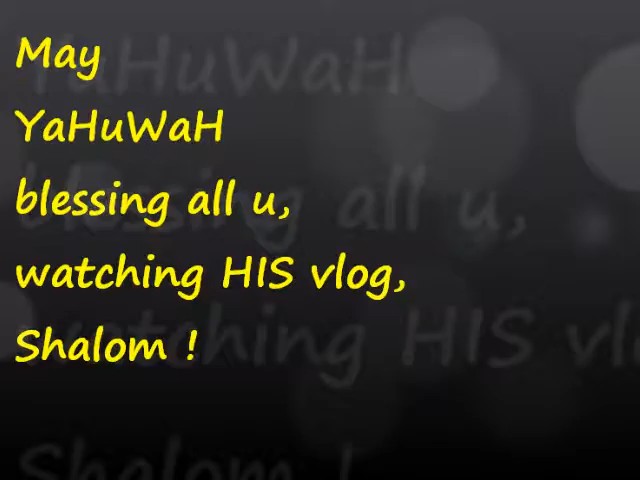 May
YaHuWaH
blessing all u,
watching HIS vlog,
Shalom !